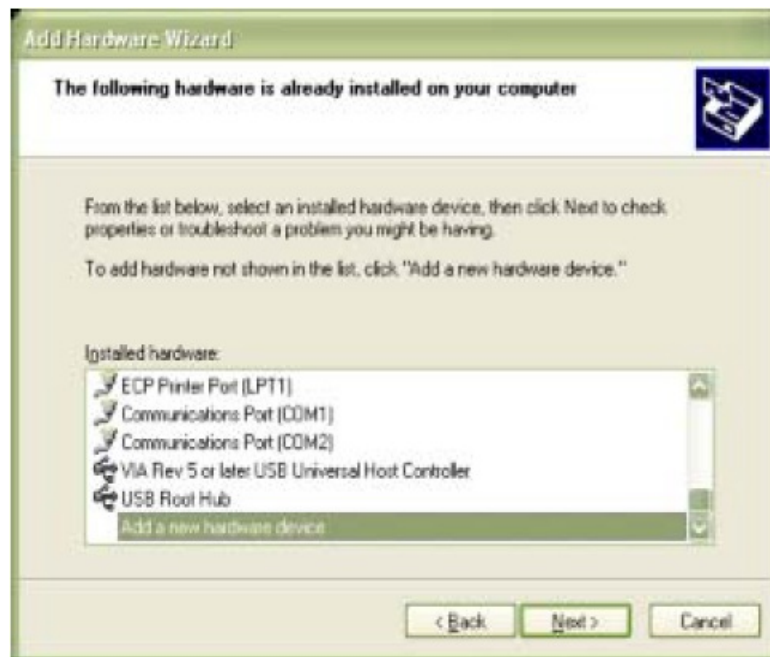 Add Hardware Wizard
The following hardware is already installed on your computer
From the list below, select an installed hardware device, then click Next to check
properties or troubleshoot a problem you might be having.
To add hardware not shown in the list, click "Add a new hardware device."
Installed hardware:
ECP Printer Port (LPT1)
Communications Port (COM1)
Communications Port (COM2)
VIA Rev 5 or later USB Universal Host Controller
USB Root Hub
Add a new hardware device
< Back Next > Cancel